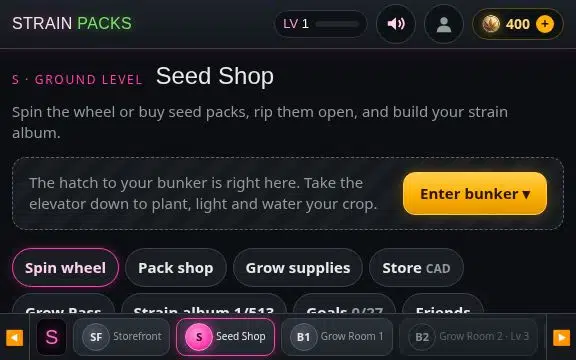 STRAIN PACKS
LV 1
400 +
S · GROUND LEVEL Seed Shop
Spin the wheel or buy seed packs, rip them open, and build your strain
album.
The hatch to your bunker is right here. Take the
elevator down to plant, light and water your crop.
Enter bunker ▾
Spin wheel
Pack shop
Grow supplies
Store CAD
Grow Pass
Strain album 1/513
Goals 0/27
Friends
S
SF Storefront
S Seed Shop
B1 Grow Room 1
B2 Grow Room 2 · Lv 3